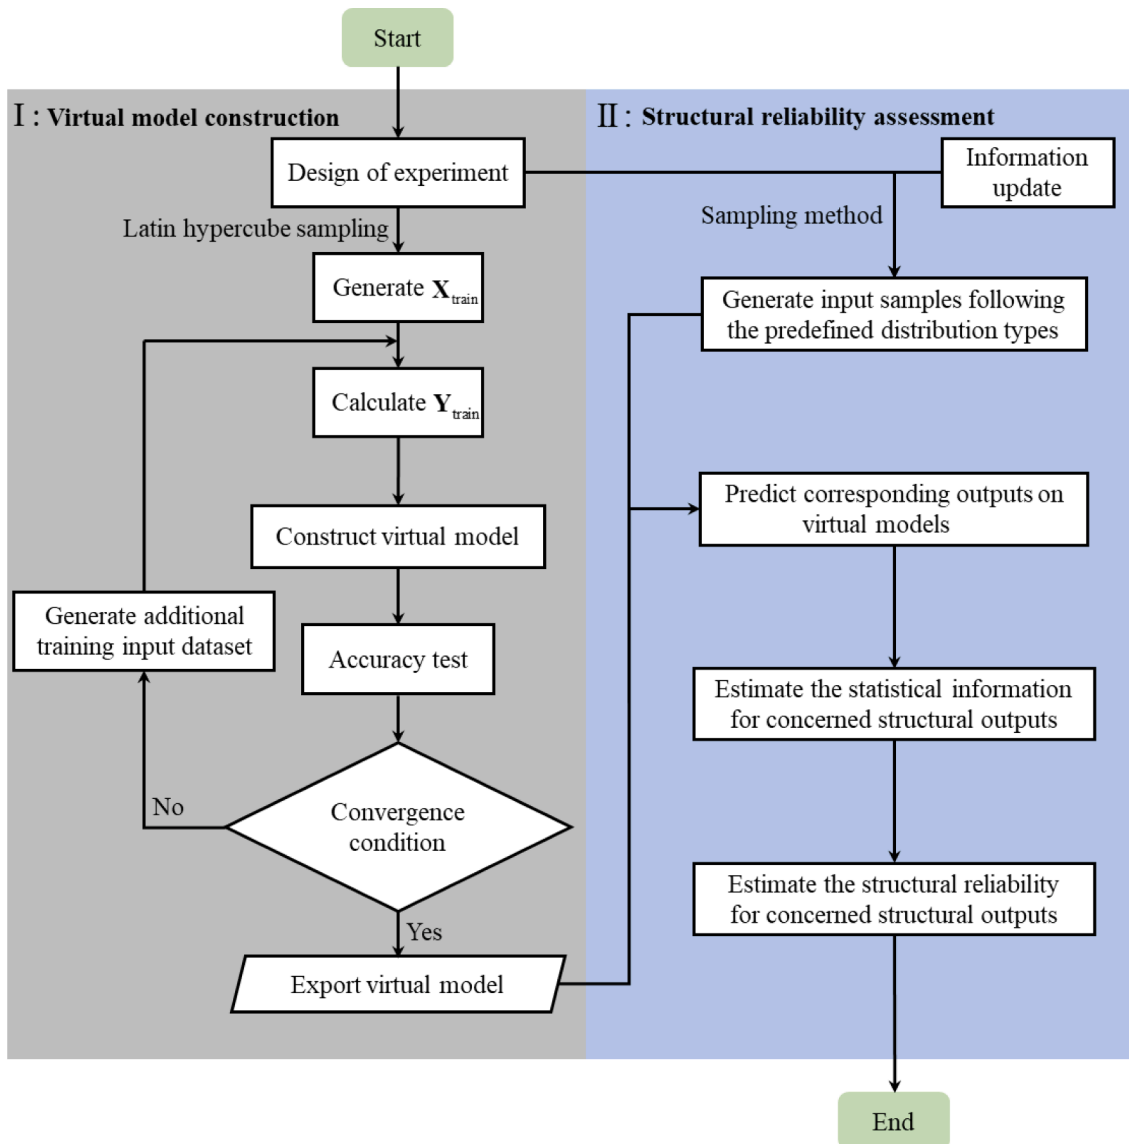 Start
Ⅰ: Virtual model construction
Design of experiment
Latin hypercube sampling
Generate X train
Calculate Y train
Construct virtual model
Generate additional
training input dataset
Accuracy test
Convergence
condition
No
Yes
Export virtual model
Ⅱ: Structural reliability assessment
Information
update
Sampling method
Generate input samples following
the predefined distribution types
Predict corresponding outputs on
virtual models
Estimate the statistical information
for concerned structural outputs
Estimate the structural reliability
for concerned structural outputs
End